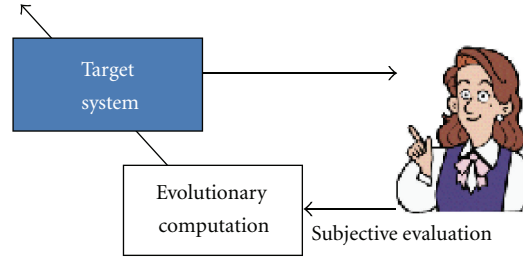 Target
system
Evolutionary
computation
Subjective evaluation